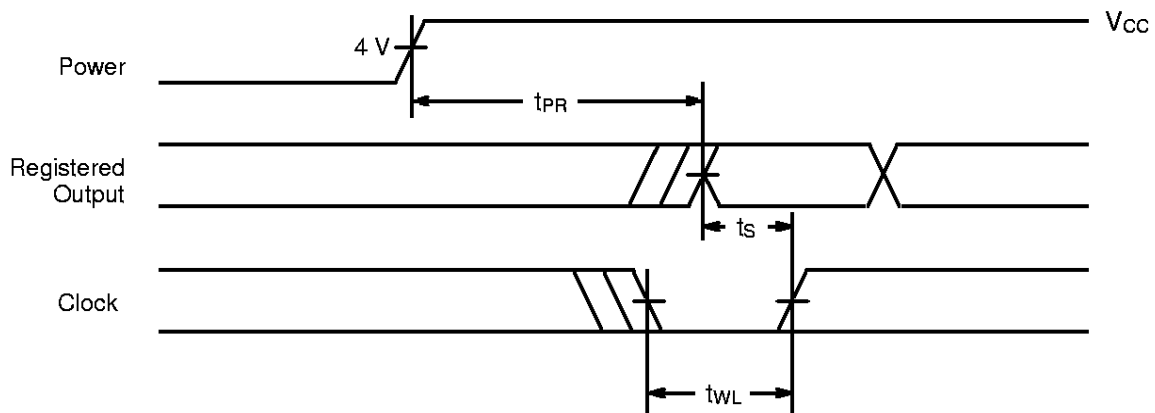 VCC
4 V
Power
tPR
Registered
Output
tS
Clock
tWL